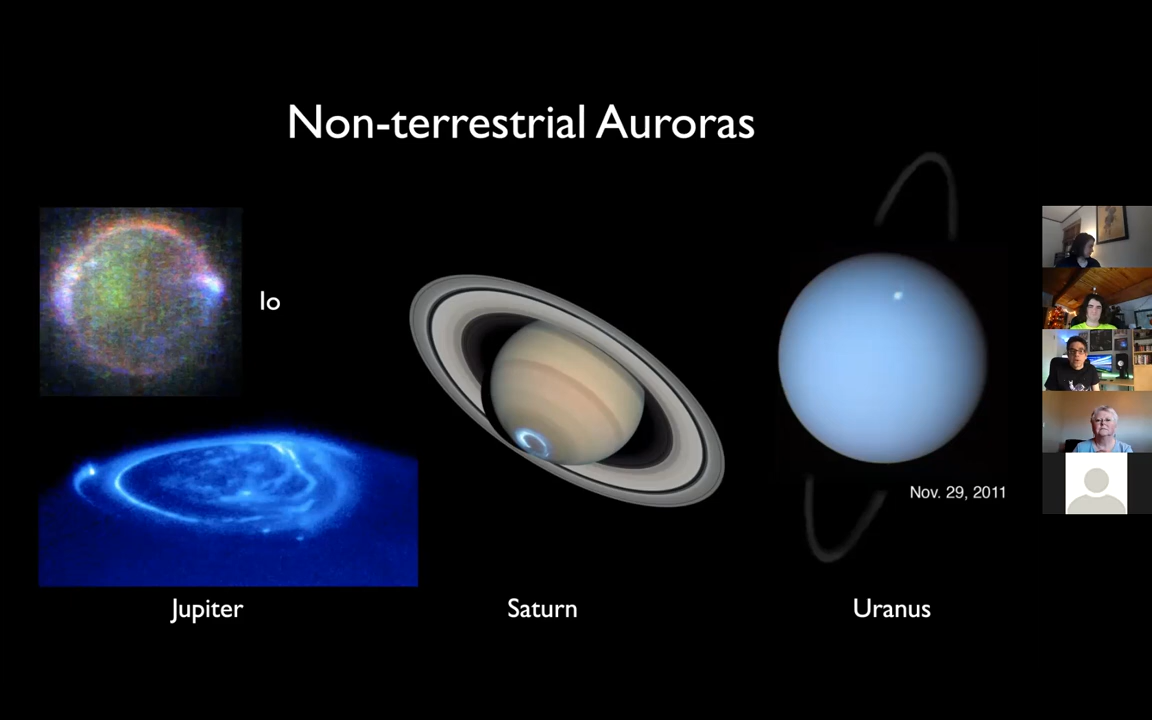 Non-terrestrial Auroras
Io
Nov. 29, 2011
Jupiter
Saturn
Uranus